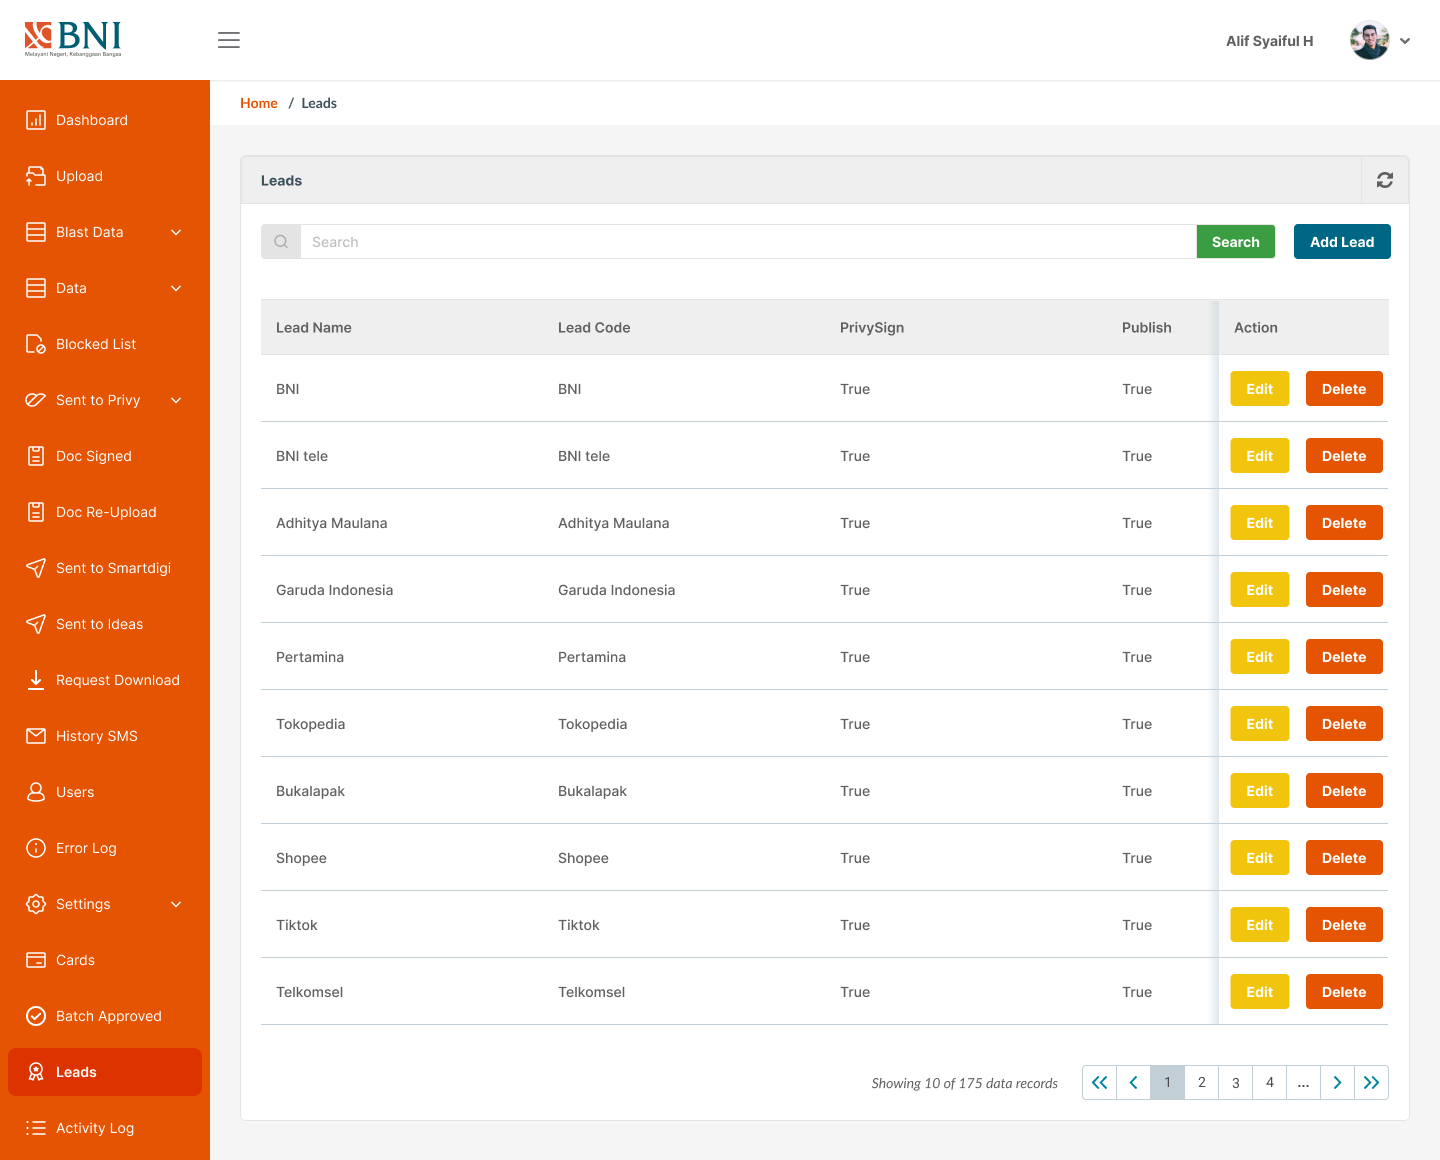 BNI
Melayani Negeri, Kebanggaan Bangsa
Alif Syaiful H
Home / Leads
Dashboard
Upload
Blast Data
Data
Blocked List
Sent to Privy
Doc Signed
Doc Re-Upload
Sent to Smartdigi
Sent to Ideas
Request Download
History SMS
Users
Error Log
Settings
Cards
Batch Approved
Leads
Activity Log
Leads
Search Search Add Lead
Lead Name Lead Code PrivySign Publish Action
BNI BNI True True Edit Delete
BNI tele BNI tele True True Edit Delete
Adhitya Maulana Adhitya Maulana True True Edit Delete
Garuda Indonesia Garuda Indonesia True True Edit Delete
Pertamina Pertamina True True Edit Delete
Tokopedia Tokopedia True True Edit Delete
Bukalapak Bukalapak True True Edit Delete
Shopee Shopee True True Edit Delete
Tiktok Tiktok True True Edit Delete
Telkomsel Telkomsel True True Edit Delete
Showing 10 of 175 data records 1 2 3 4 ...